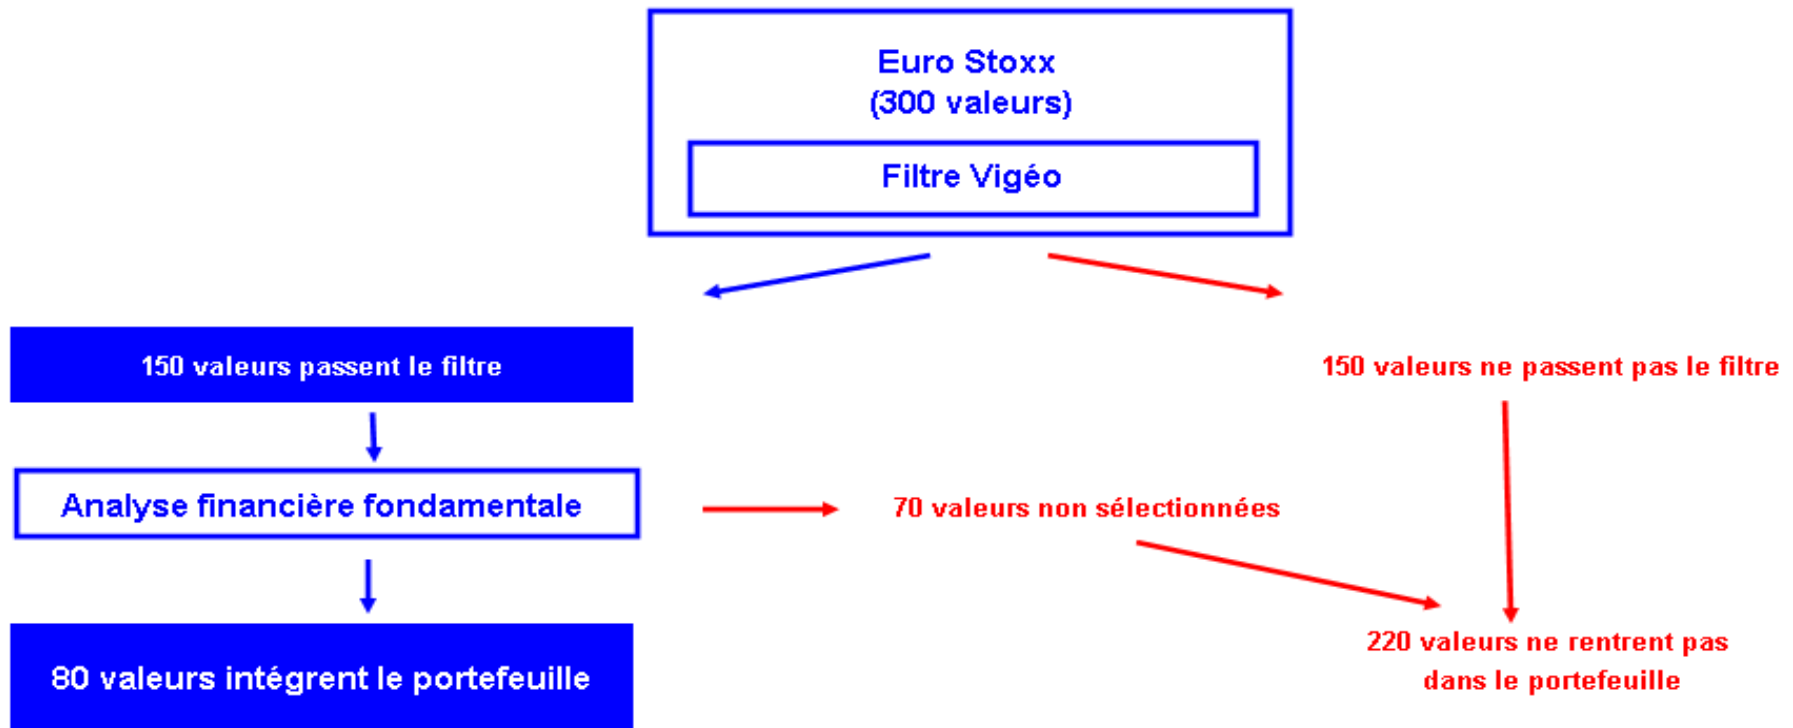 Euro Stoxx
(300 valeurs)
Filtre Vigéo
150 valeurs passent le filtre
150 valeurs ne passent pas le filtre
Analyse financière fondamentale
70 valeurs non sélectionnées
80 valeurs intégrent le portefeuille
220 valeurs ne rentrent pas
dans le portefeuille